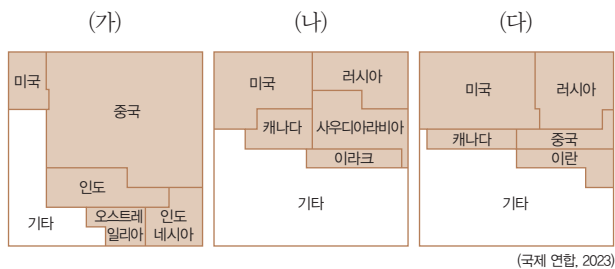 (가)
(나)
(다)
미국
중국
인도
기타
오스트레
일리아
인도
네시아
미국
러시아
캐나다
사우디아라비아
이라크
기타
미국
러시아
캐나다
중국
이란
기타
(국제 연합, 2023)